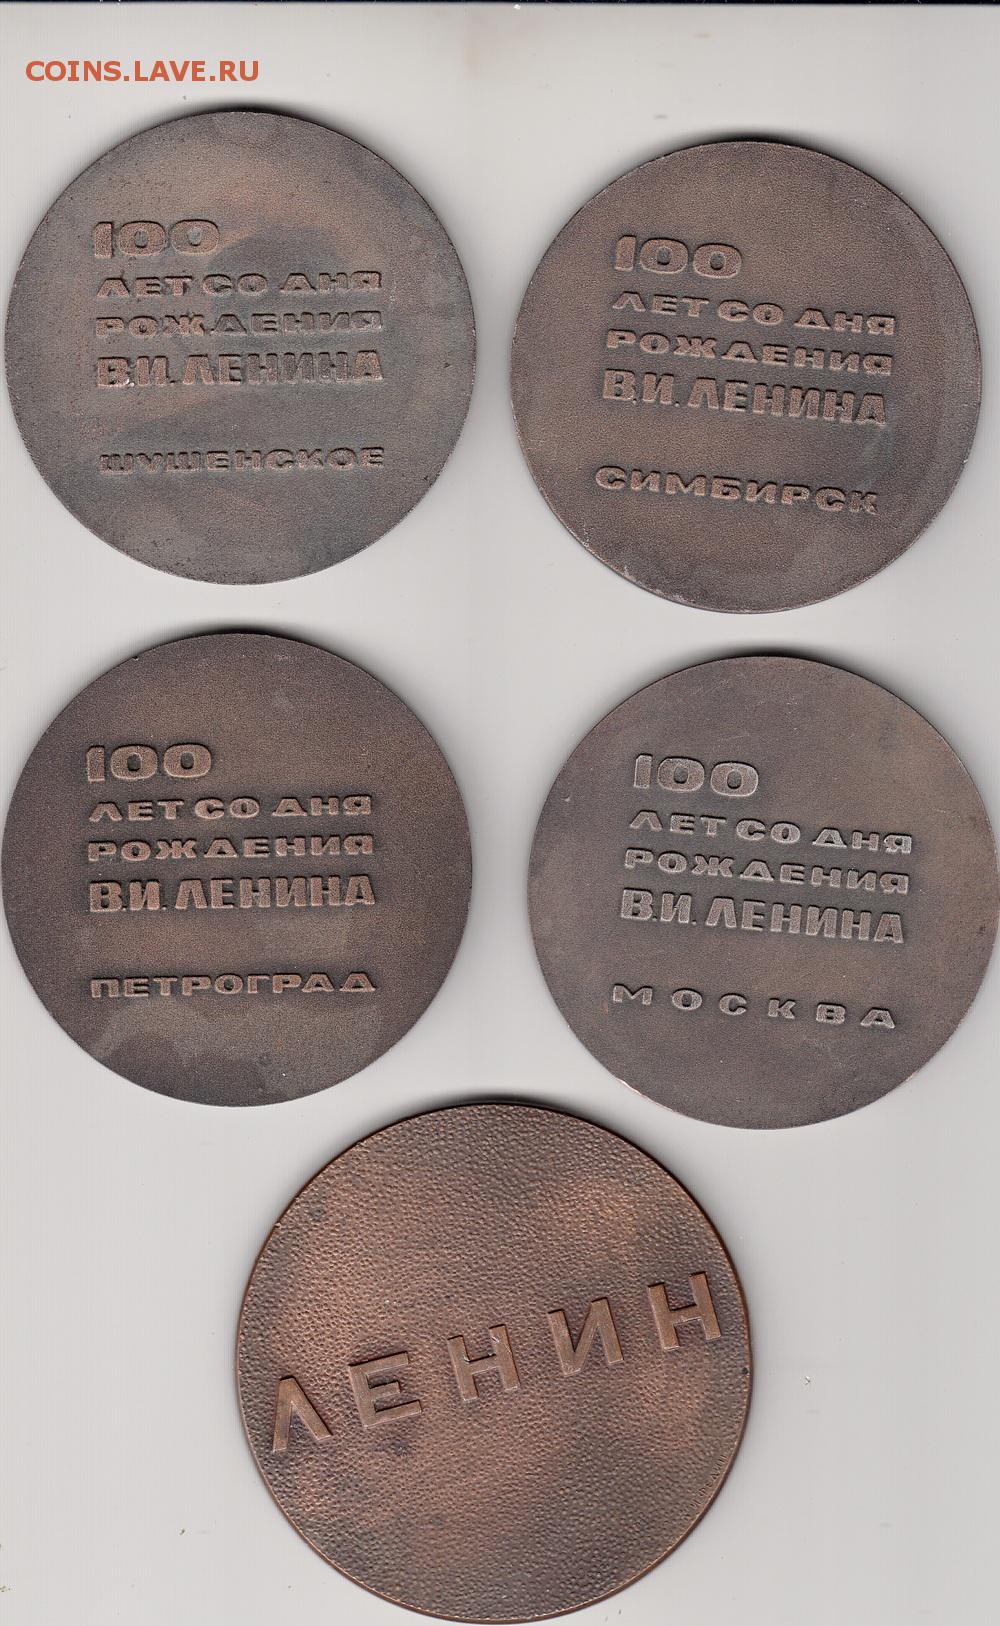 COINS.LAVE.RU
100
ЛЕТ СО ДНЯ
РОЖДЕНИЯ
В.И. ЛЕНИНА
ШУШЕНСКОЕ
100
ЛЕТ СО ДНЯ
РОЖДЕНИЯ
В.И. ЛЕНИНА
СИМБИРСК
100
ЛЕТ СО ДНЯ
РОЖДЕНИЯ
В.И. ЛЕНИНА
ПЕТРОГРАД
100
ЛЕТ СО ДНЯ
РОЖДЕНИЯ
В.И. ЛЕНИНА
МОСКВА
ЛЕНИН